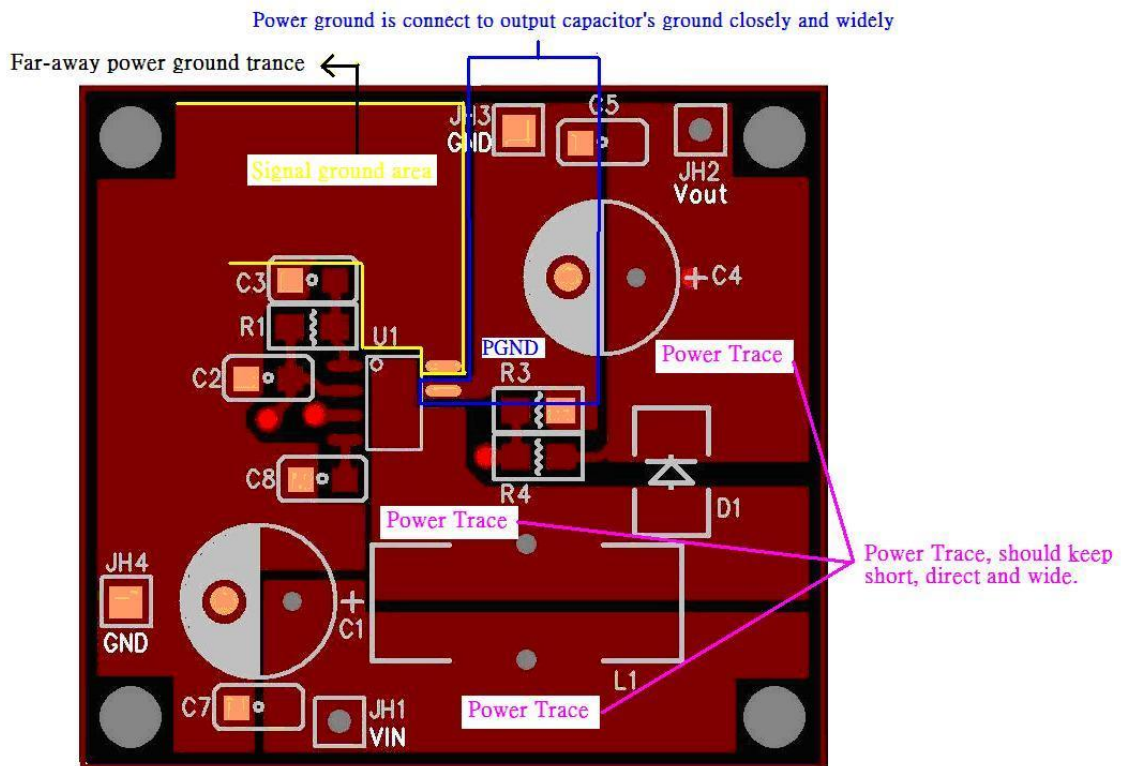 Power ground is connect to output capacitor's ground closely and widely
Far-away power ground trance
JH3
GND
C5
JH2
Vout
Signal ground area
C3
C4
R1
U1
PGND
Power Trace
C2
R3
C8
R4
D1
Power Trace
Power Trace, should keep
short, direct and wide.
JH4
GND
C1
L1
Power Trace
C7
JH1
VIN